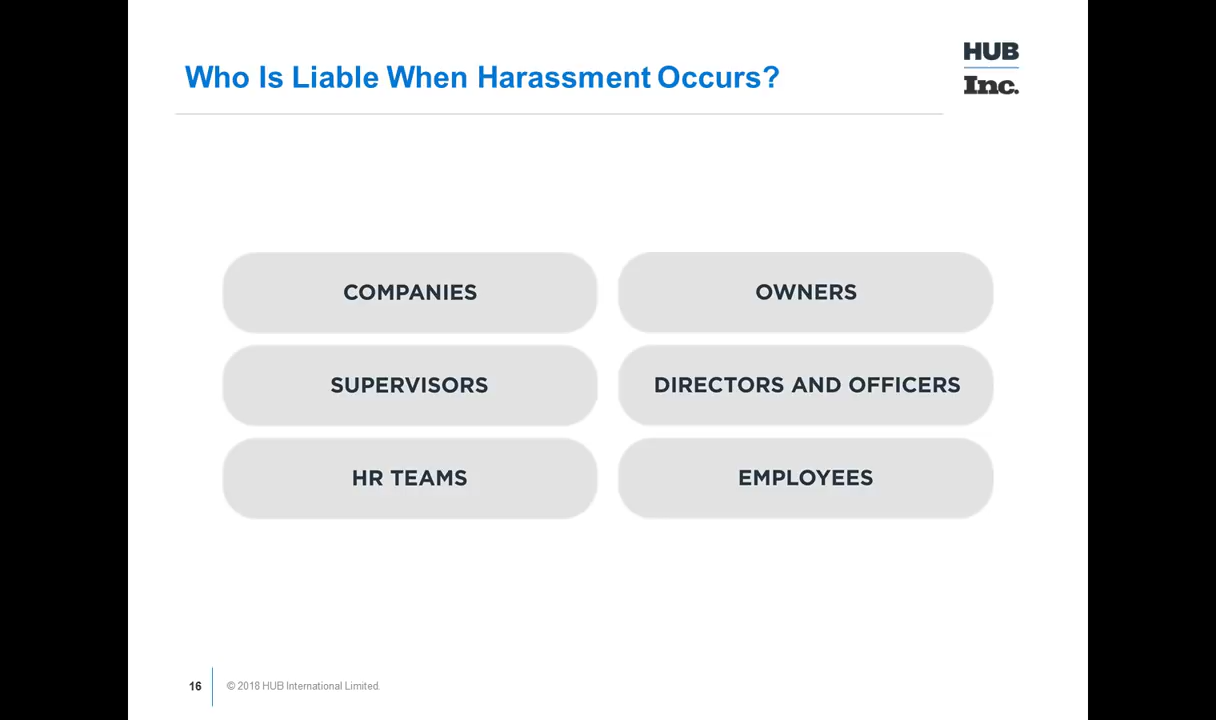 Who Is Liable When Harassment Occurs?
HUB
Inc.
COMPANIES
OWNERS
SUPERVISORS
DIRECTORS AND OFFICERS
HR TEAMS
EMPLOYEES
16
© 2018 HUB International Limited.